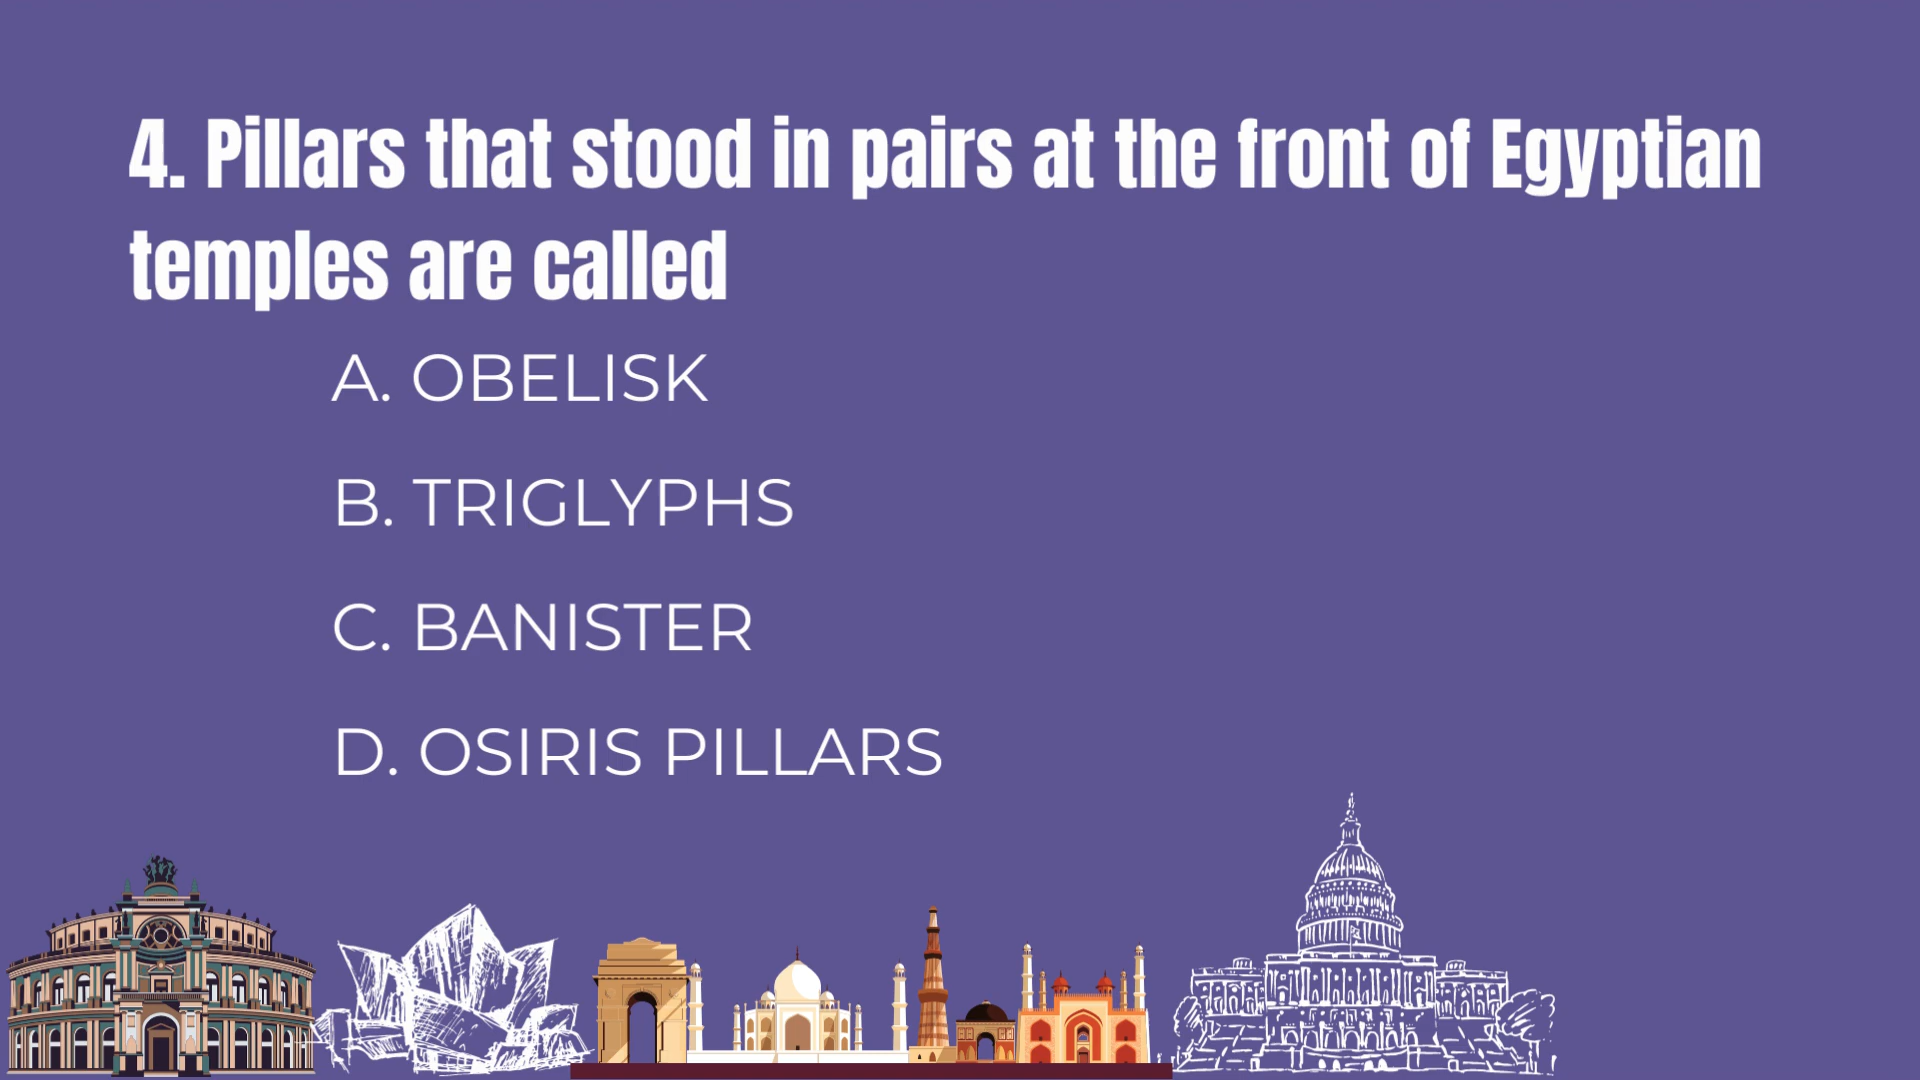 4. Pillars that stood in pairs at the front of Egyptian
temples are called
A. OBELISK
B. TRIGLYPHS
C. BANISTER
D. OSIRIS PILLARS